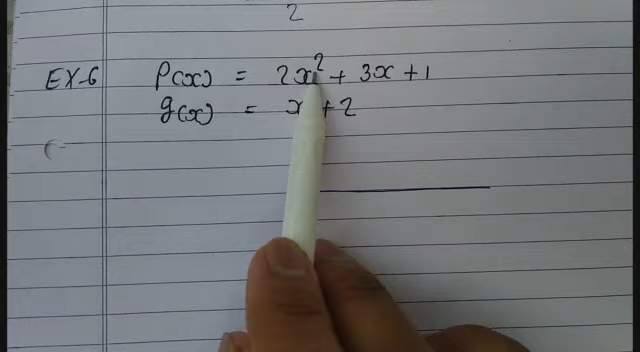 2
EX-6 P(x) = 2x² + 3x + 1
g(x) = x + 2